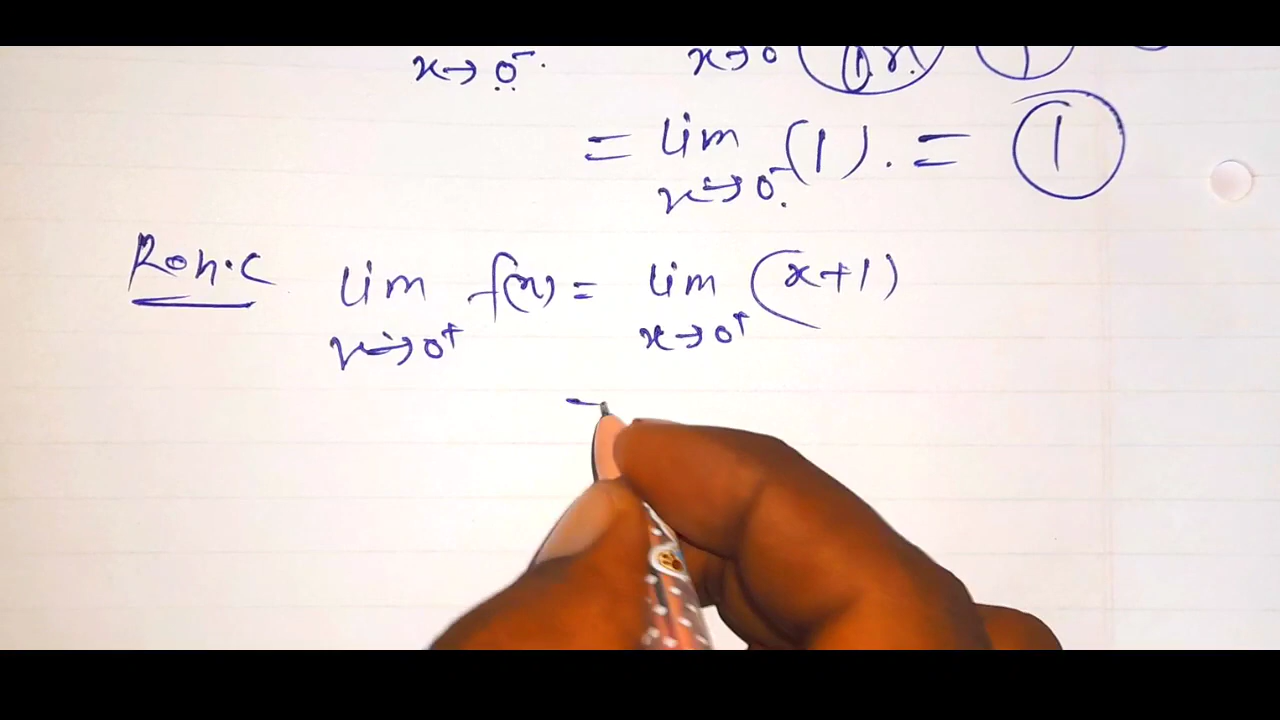 x→0⁻. x→0
= lim (1). = 1
x→0⁻
R.H.C lim f(x) = lim (x+1)
x→0⁺ x→0⁺